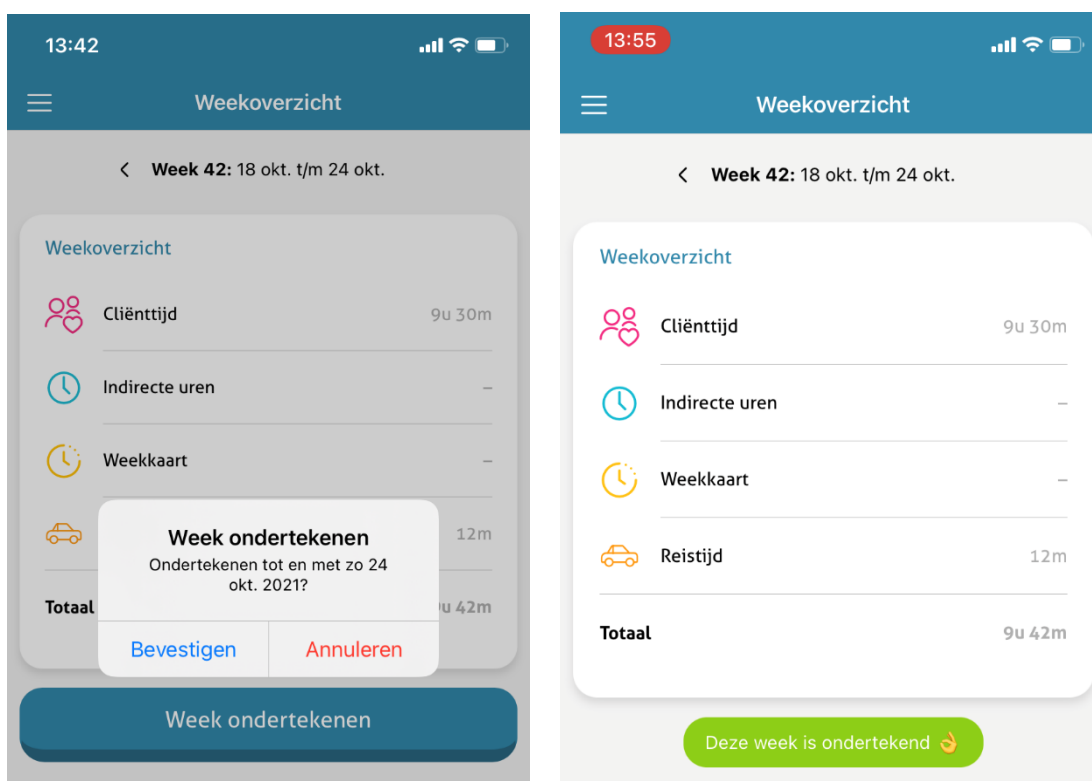 13:42
Weekoverzicht
Week 42: 18 okt. t/m 24 okt.
Weekoverzicht
Cliënttijd 9u 30m
Indirecte uren –
Weekkaart –
12m
Totaal u 42m
Week ondertekenen
Ondertekenen tot en met zo 24
okt. 2021?
Bevestigen Annuleren
Week ondertekenen
13:55
Weekoverzicht
Week 42: 18 okt. t/m 24 okt.
Weekoverzicht
Cliënttijd 9u 30m
Indirecte uren –
Weekkaart –
Reistijd 12m
Totaal 9u 42m
Deze week is ondertekend 👌